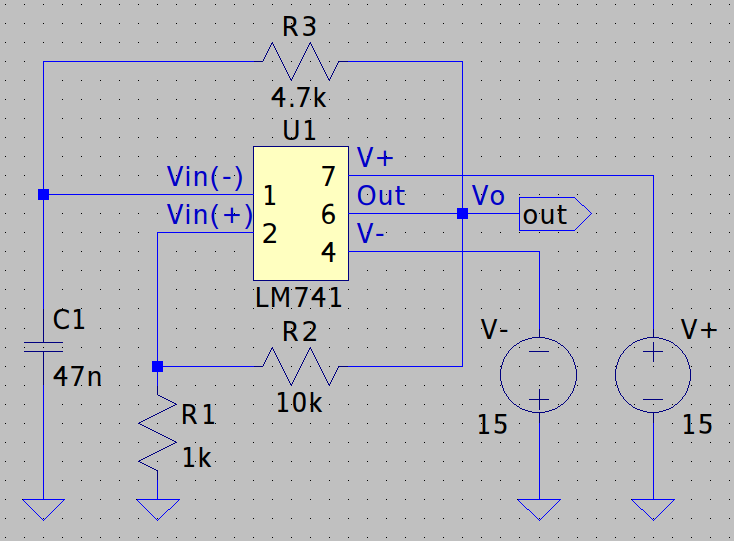 R3
4.7k
U1
V+
Vin(-)
7
1
Out
Vo
Vin(+)
6
out
2
V-
4
LM741
C1
R2
V-
V+
47n
10k
R1
15
15
1k